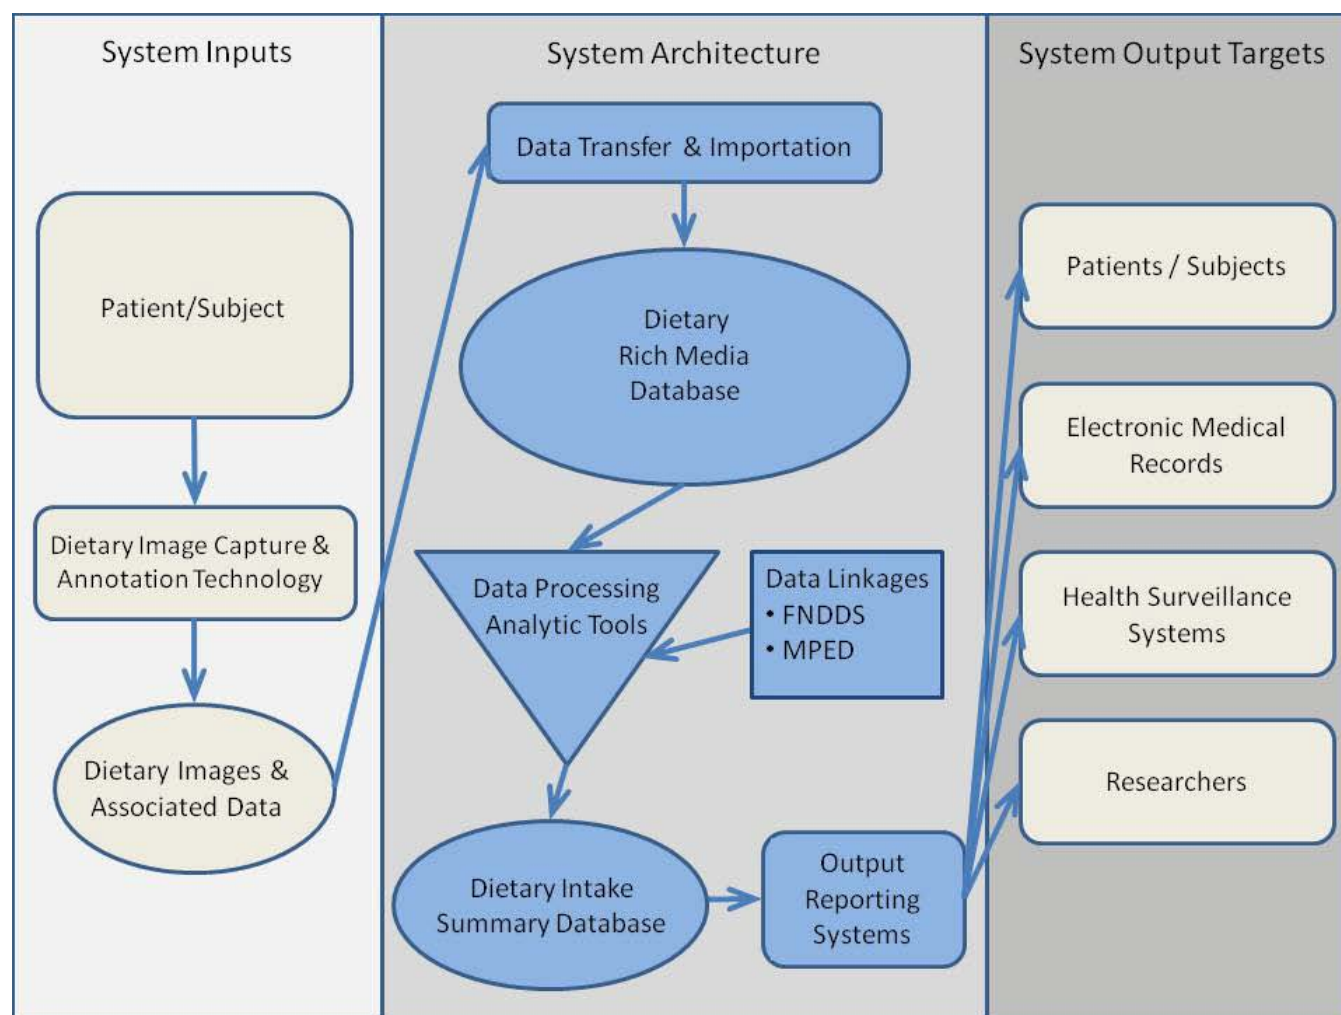 System Inputs
Patient/Subject
Dietary Image Capture &
Annotation Technology
Dietary Images &
Associated Data
System Architecture
Data Transfer & Importation
Dietary
Rich Media
Database
Data Processing
Analytic Tools
Data Linkages
• FNDDS
• MPED
Dietary Intake
Summary Database
Output
Reporting
Systems
System Output Targets
Patients / Subjects
Electronic Medical
Records
Health Surveillance
Systems
Researchers